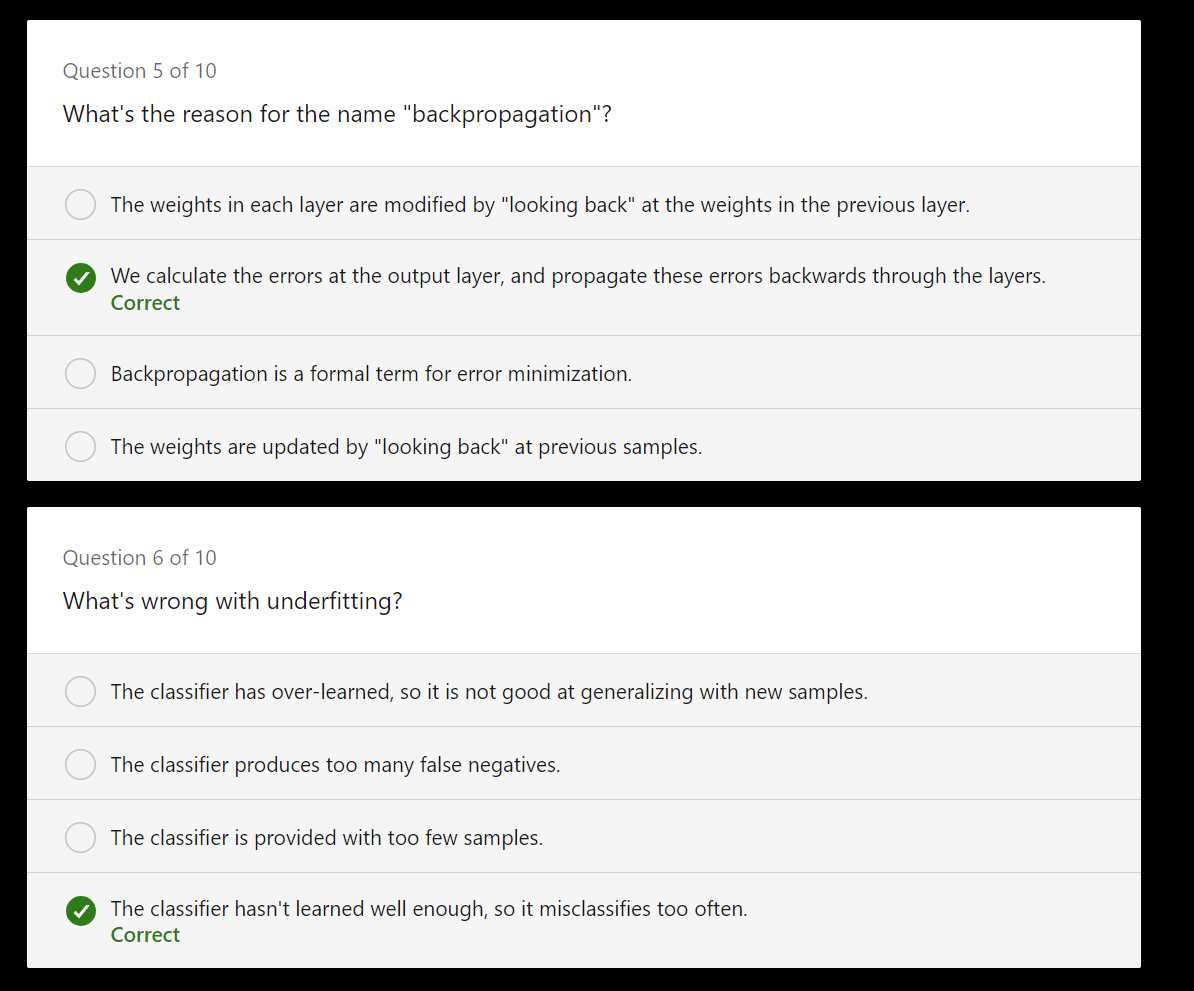 Question 5 of 10
What's the reason for the name "backpropagation"?
The weights in each layer are modified by "looking back" at the weights in the previous layer.
We calculate the errors at the output layer, and propagate these errors backwards through the layers.
Correct
Backpropagation is a formal term for error minimization.
The weights are updated by "looking back" at previous samples.
Question 6 of 10
What's wrong with underfitting?
The classifier has over-learned, so it is not good at generalizing with new samples.
The classifier produces too many false negatives.
The classifier is provided with too few samples.
The classifier hasn't learned well enough, so it misclassifies too often.
Correct